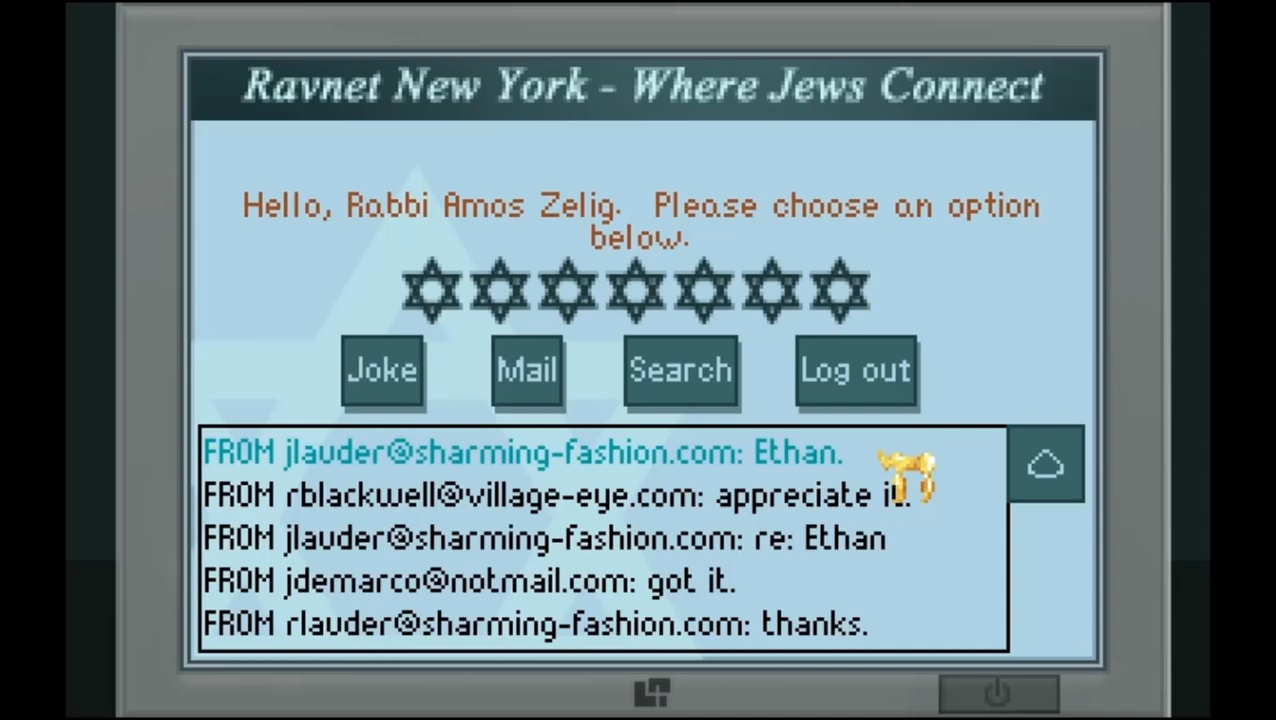 Ravnet New York - Where Jews Connect
Hello, Rabbi Amos Zelig. Please choose an option
below.
Joke Mail Search Log out
FROM jlauder@sharming-fashion.com: Ethan.
FROM rblackwell@village-eye.com: appreciate it.
FROM jlauder@sharming-fashion.com: re: Ethan
FROM jdemarco@notmail.com: got it.
FROM rlauder@sharming-fashion.com: thanks.